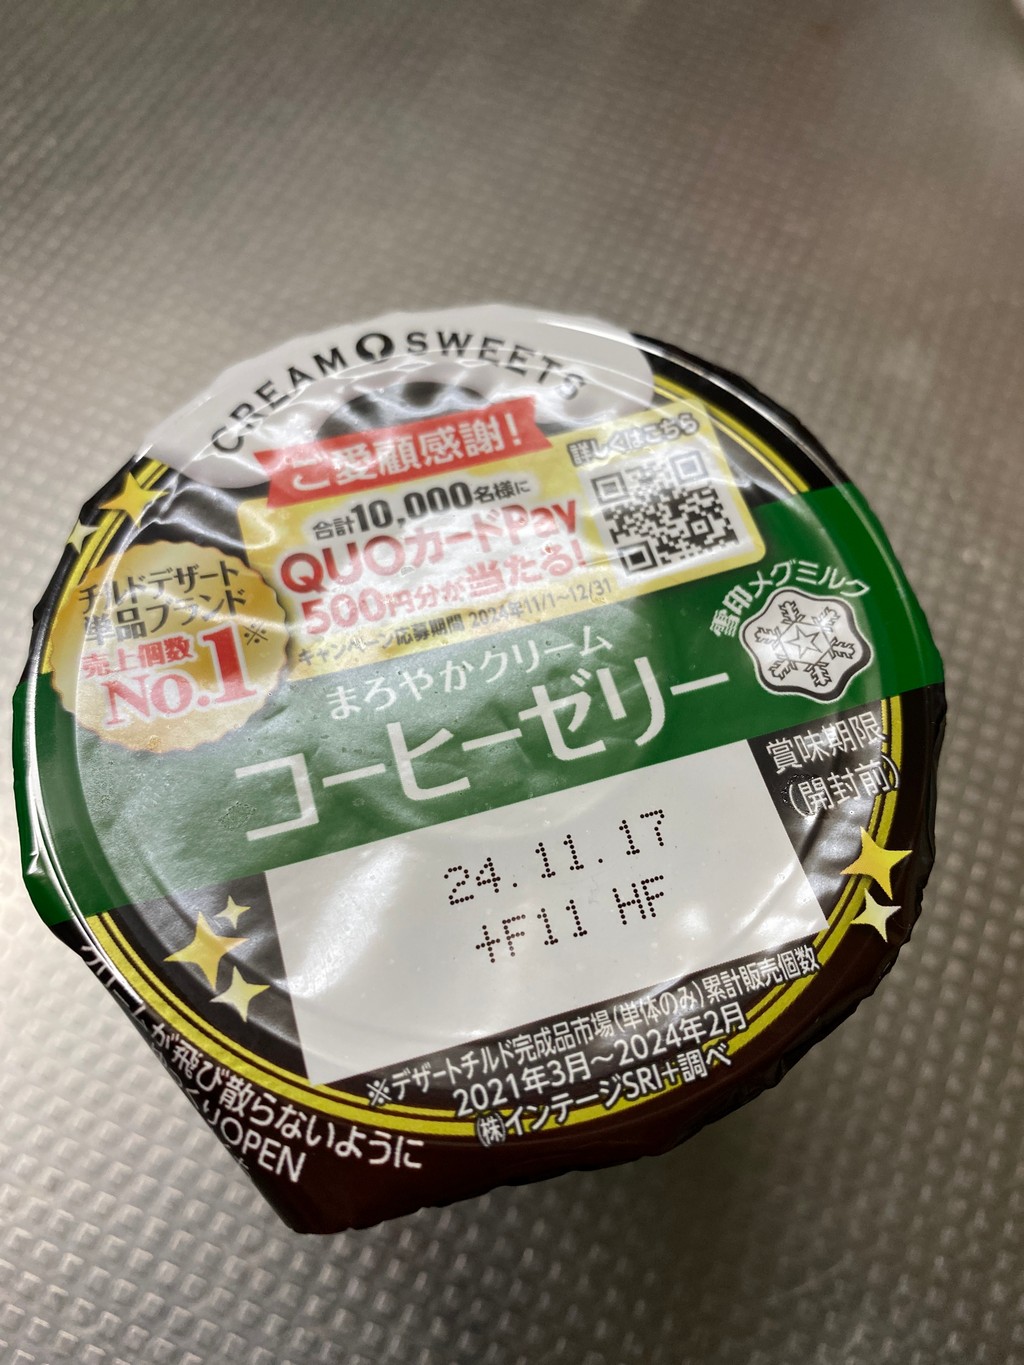 CREAM SWEETS
ご愛顧感謝!
詳しくはこちら
合計10,000名様に
QUOカードPay
500円分が当たる!
キャンペーン応募期間 2024年11/1~12/31
チルドデザート
単品ブランド※
売上個数
No.1
雪印メグミルク
まろやかクリーム
コーヒーゼリー
賞味期限
(開封前)
24.11.17
+F11 HF
※デザートチルド完成品市場(単体のみ)累計販売個数
2021年3月~2024年2月
(株)インテージSRI+調べ
が飛び散らないように
OPEN